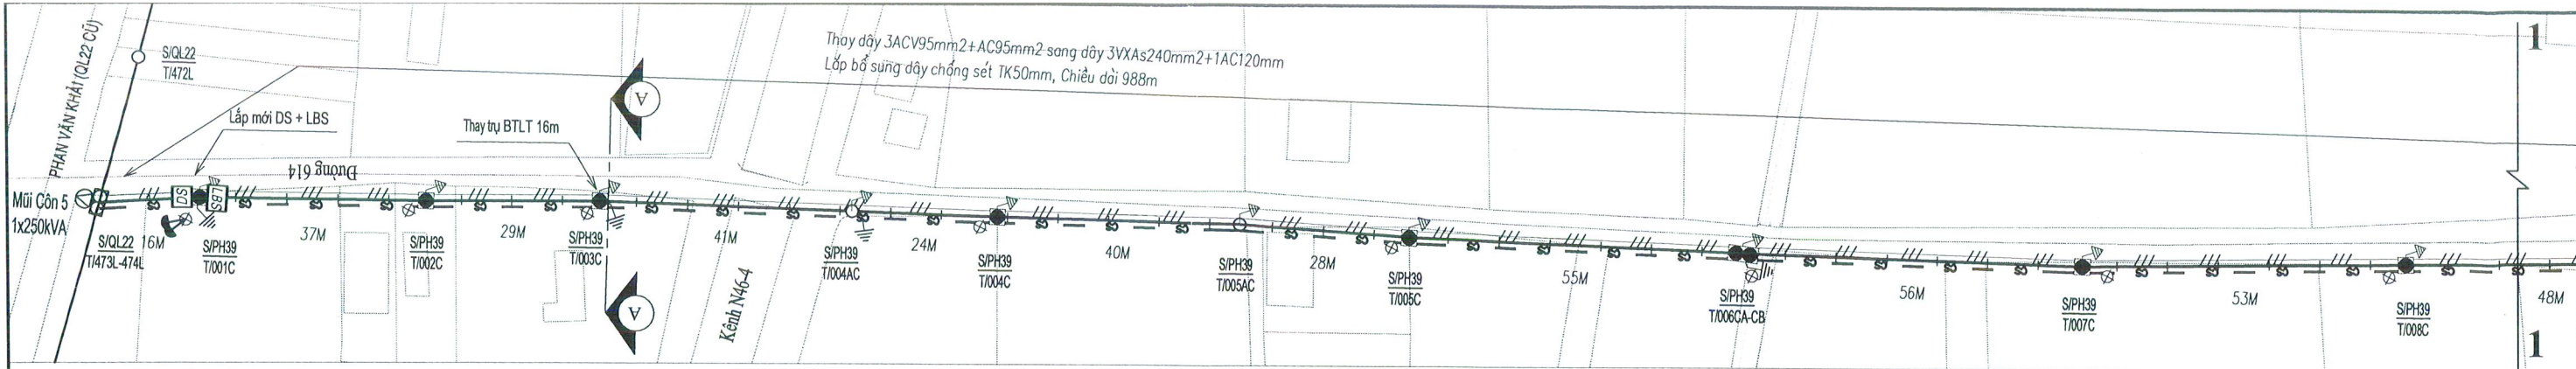 PHAN VĂN KHẢI (QL22 CŨ)
S/QL22
T/472L
Thay dây 3ACV95mm2+AC95mm2 sang dây 3VXAs240mm2+1AC120mm
Lắp bổ sung dây chống sét TK50mm, Chiều dài 988m
1
Lắp mới DS + LBS
Thay trụ BTLT 16m
A
Đường 614
Mũi Côn 5
1x250kVA
DS
LBS
S/QL22
T/473L-474L
16M
S/PH39
T/001C
37M
S/PH39
T/002C
29M
S/PH39
T/003C
41M
S/PH39
T/004AC
24M
S/PH39
T/004C
40M
S/PH39
T/005AC
28M
S/PH39
T/005C
55M
S/PH39
T/006CA-CB
56M
S/PH39
T/007C
53M
S/PH39
T/008C
48M
A
Kênh N46-4
1